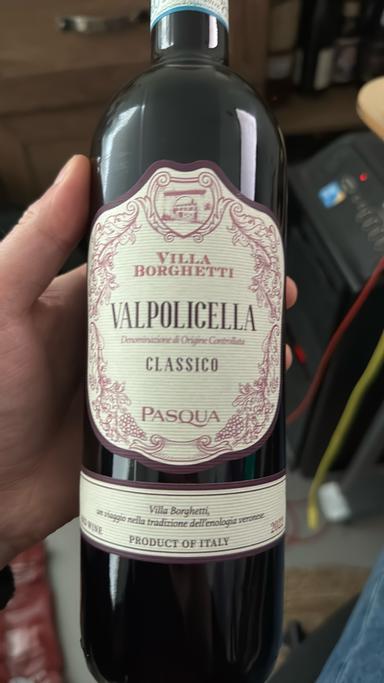 VILLA
BORGHETTI
VALPOLICELLA
Denominazione di Origine Controllata
CLASSICO
PASQUA
Villa Borghetti,
un viaggio nella tradizione dell'enologia veronese.
WINE
PRODUCT OF ITALY